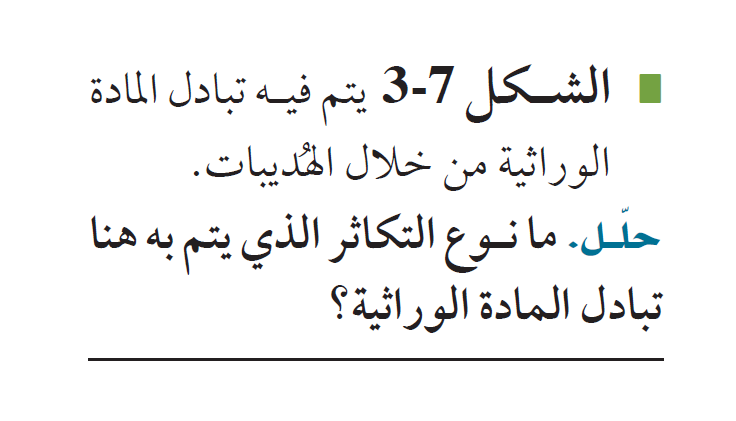 الشكل 7-3 يتم فيه تبادل المادة
الوراثية من خلال الهُديبات.
حلّل. ما نوع التكاثر الذي يتم به هنا
تبادل المادة الوراثية؟